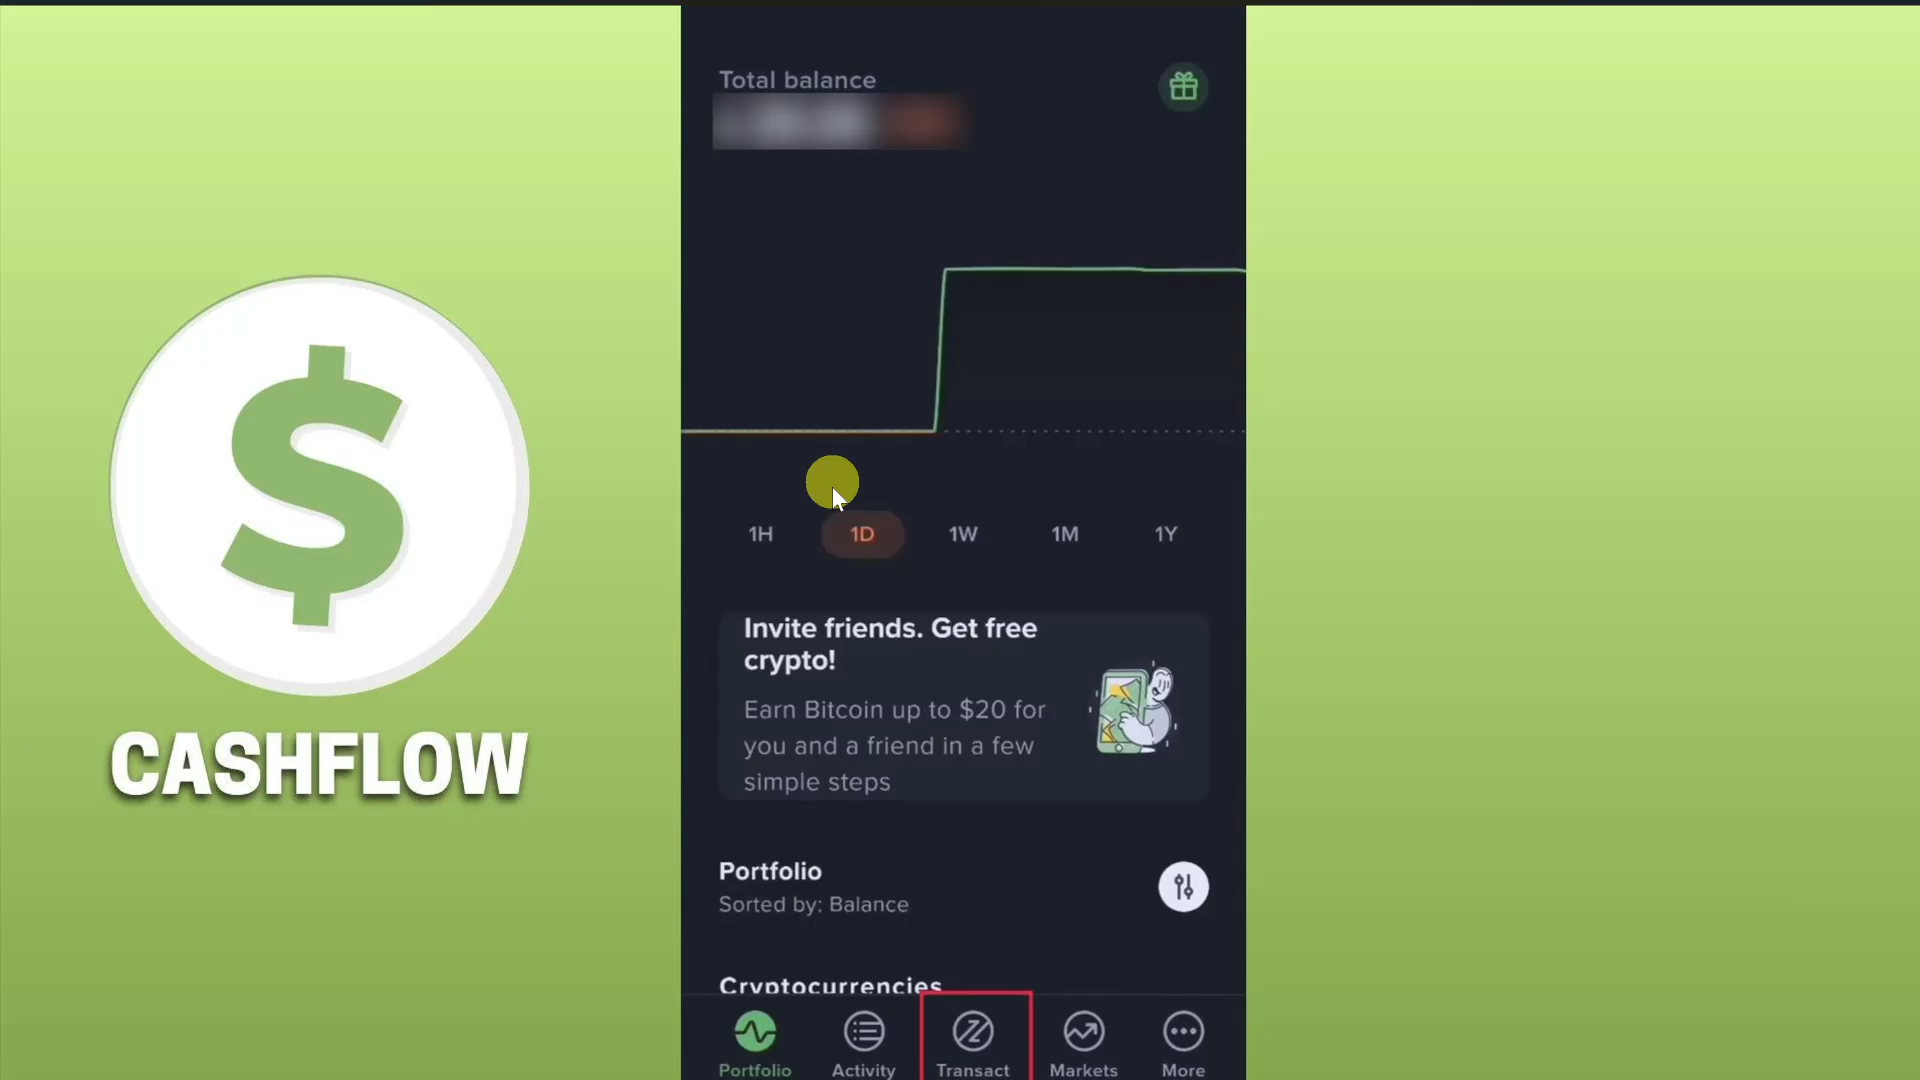 Total balance
1H 1D 1W 1M 1Y
Invite friends. Get free
crypto!
Earn Bitcoin up to $20 for
you and a friend in a few
simple steps
CASHFLOW
Portfolio
Sorted by: Balance
Cryptocurrencies
Portfolio Activity Transact Markets More